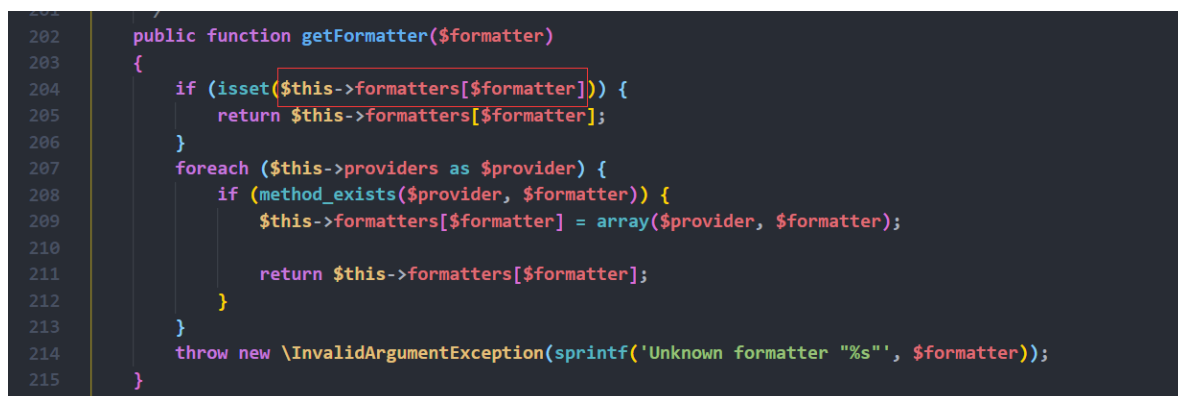 202 public function getFormatter($formatter)
203 {
204 if (isset($this->formatters[$formatter])) {
205 return $this->formatters[$formatter];
206 }
207 foreach ($this->providers as $provider) {
208 if (method_exists($provider, $formatter)) {
209 $this->formatters[$formatter] = array($provider, $formatter);
210
211 return $this->formatters[$formatter];
212 }
213 }
214 throw new \InvalidArgumentException(sprintf('Unknown formatter "%s"', $formatter));
215 }